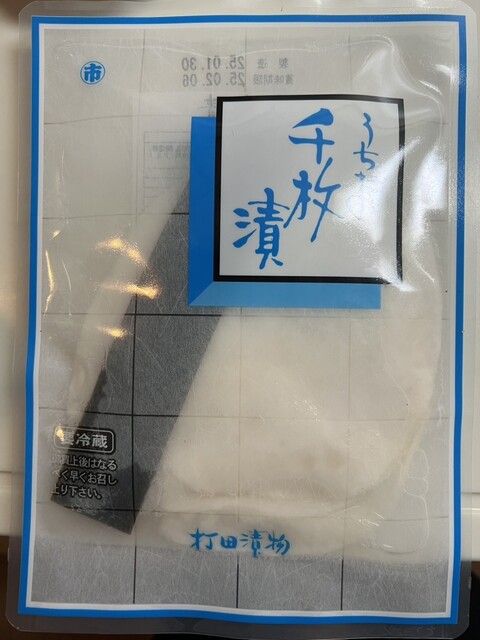 市
製造 25.01.30
賞味期限 25.02.06
うちだ
千枚
漬
要冷蔵
開封後はなる
べく早くお召し
上り下さい。
打田漬物